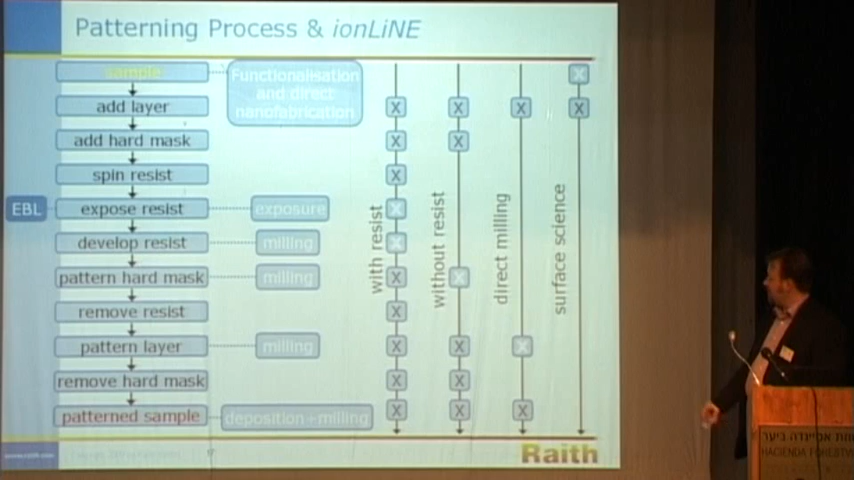 Patterning Process & ionLiNE
sample
Functionalisation
and direct
nanofabrication
add layer
X X X X
add hard mask
X X
spin resist
X
EBL
expose resist
exposure
X
develop resist
milling
X
pattern hard mask
milling
X X
remove resist
X
pattern layer
milling
X X X
remove hard mask
X X
patterned sample
deposition+milling
X X X
with resist
without resist
direct milling
surface science
X
Raith
HACIENDA